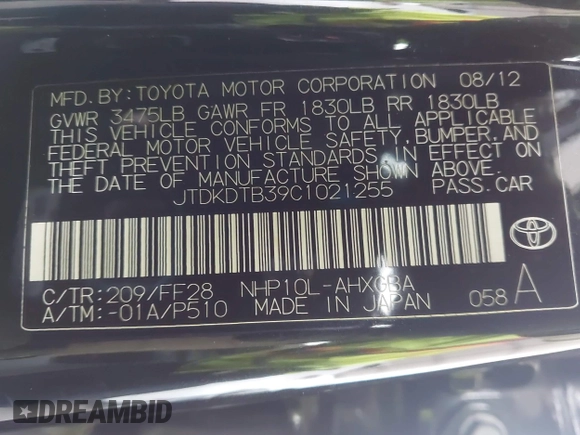 MFD. BY: TOYOTA MOTOR CORPORATION 08/12
GVWR 3475LB GAWR FR 1830LB RR 1830LB
THIS VEHICLE CONFORMS TO ALL APPLICABLE
FEDERAL MOTOR VEHICLE SAFETY, BUMPER, AND
THEFT PREVENTION STANDARDS IN EFFECT ON
THE DATE OF MANUFACTURE SHOWN ABOVE.
JTDKDTB39C1021255 PASS. CAR
C/TR: 209/FF28 NHP10L-AHXGBA
A/TM: -01A/P510 MADE IN JAPAN 058 A
TOYOTA
DREAMBID